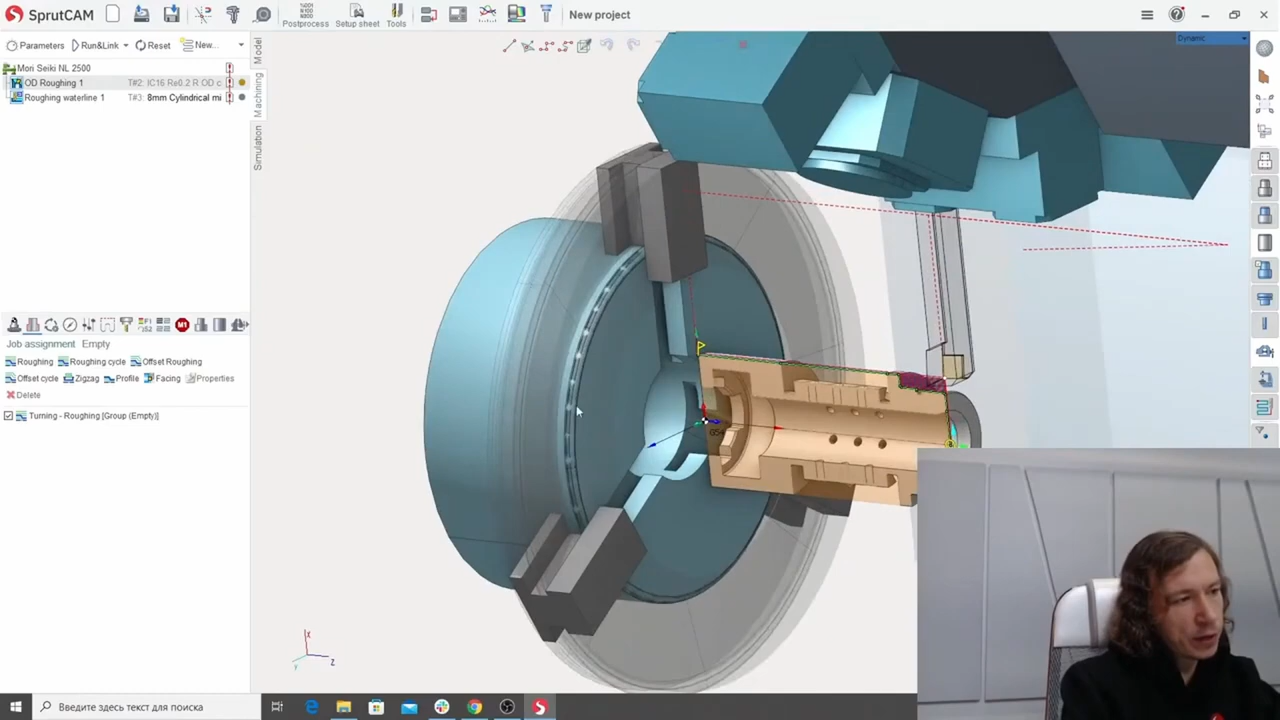 SprutCAM
Postprocess
Setup sheet
Tools
New project
Parameters
Run&Link
Reset
New...
Dynamic
Mori Seiki NL 2500
OD Roughing 1 T#2: IC16 Re0.2 R OD c
Roughing waterline 1 T#3: 8mm Cylindrical mi
Model
Machining
Simulation
Job assignment Empty
Roughing Roughing cycle Offset Roughing
Offset cycle Zigzag Profile Facing Properties
Delete
Turning - Roughing [Group (Empty)]
X
Y
Z
Введите здесь текст для поиска